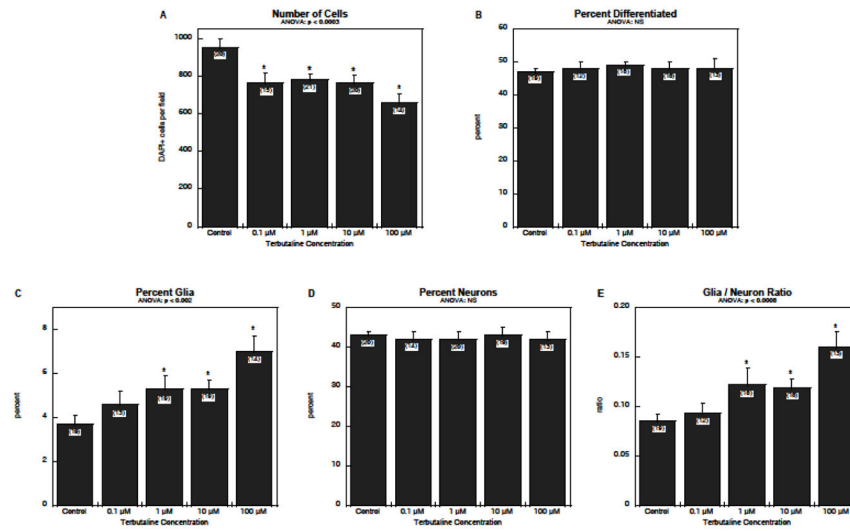 A
Number of Cells
ANOVA: p < 0.0003
1000
800
600
400
200
0
DAPI+ cells per field
*
*
*
*
Control
0.1 µM
1 µM
10 µM
100 µM
Terbutaline Concentration
B
Percent Differentiated
ANOVA: NS
60
50
40
30
20
10
0
percent
Control
0.1 µM
1 µM
10 µM
100 µM
Terbutaline Concentration
C
Percent Glia
ANOVA: p < 0.002
8
6
4
2
0
percent
*
*
*
Control
0.1 µM
1 µM
10 µM
100 µM
Terbutaline Concentration
D
Percent Neurons
ANOVA: NS
50
40
30
20
10
0
percent
Control
0.1 µM
1 µM
10 µM
100 µM
Terbutaline Concentration
E
Glia / Neuron Ratio
ANOVA: p <
0.20
0.15
0.10
0.05
0
ratio
*
*
*
Control
0.1 µM
1 µM
10 µM
100 µM
Terbutaline Concentration